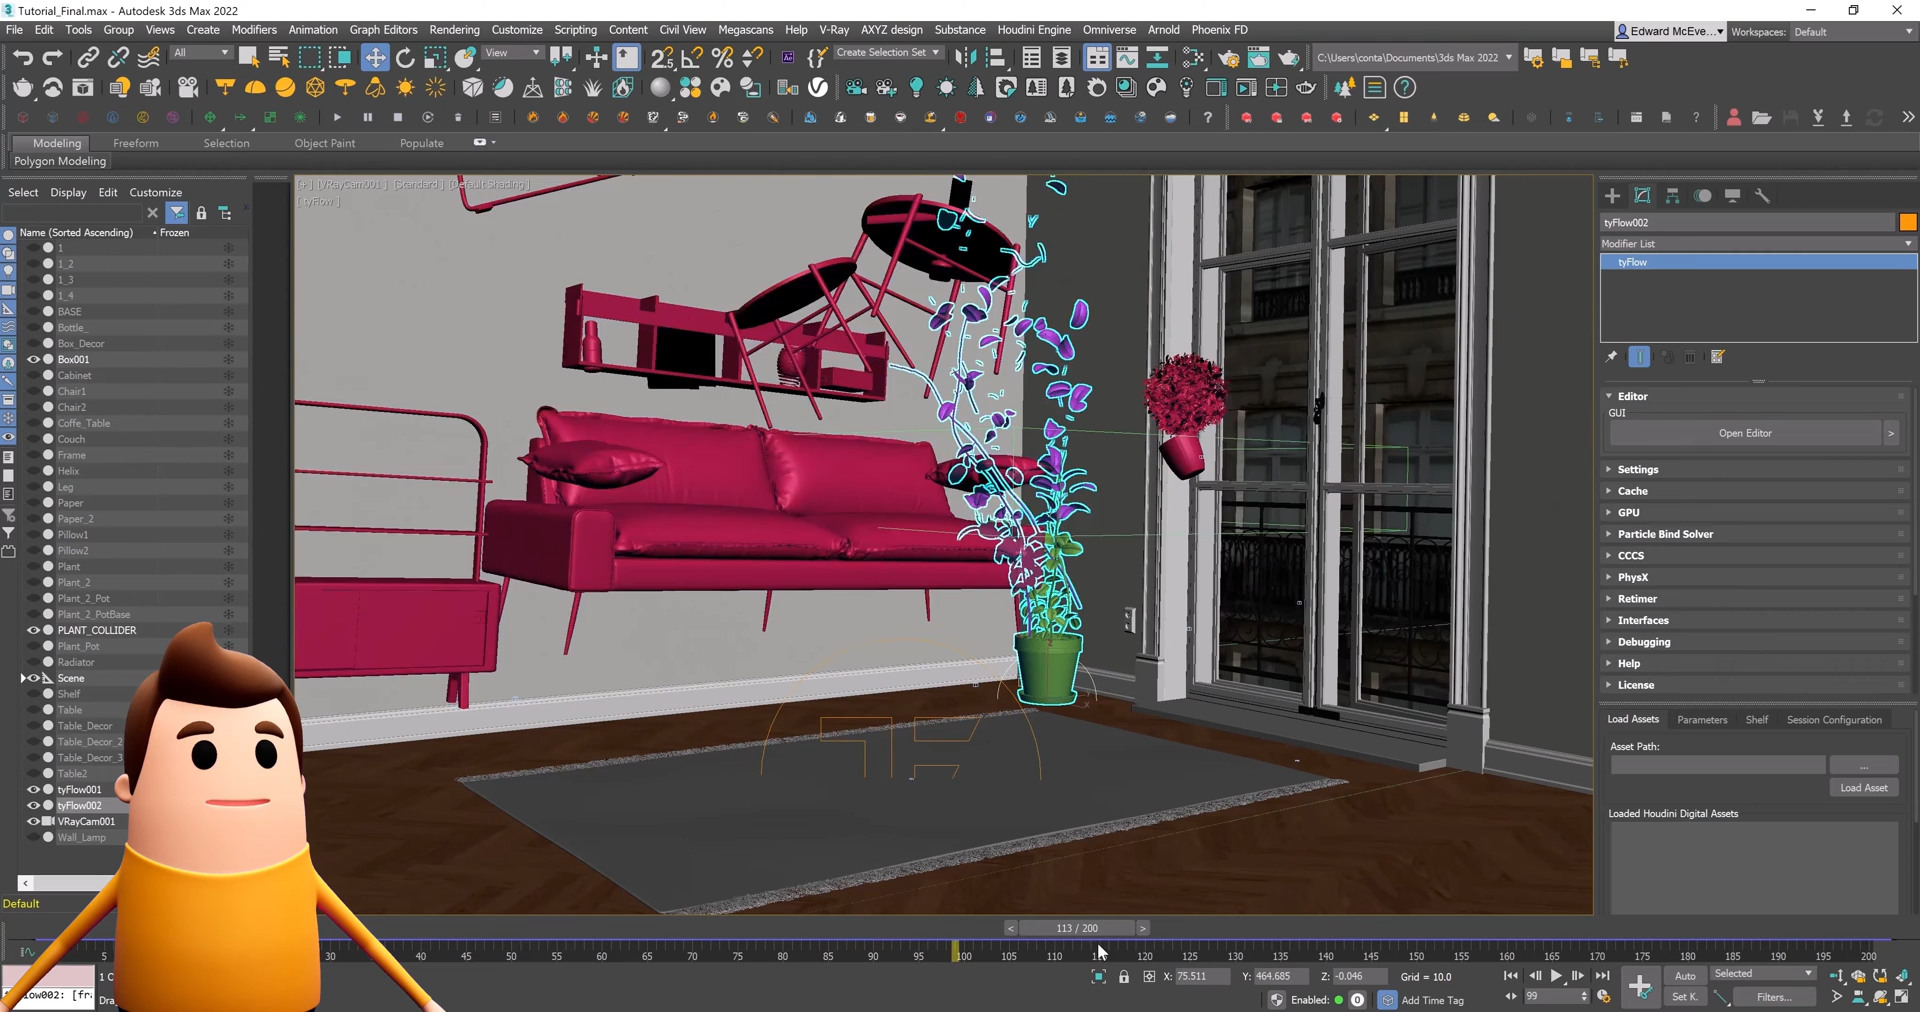 Tutorial_Final.max - Autodesk 3ds Max 2022
File Edit Tools Group Views Create Modifiers Animation Graph Editors Rendering Customize Scripting Content Civil View Megascans Help V-Ray AXYZ design Substance Houdini Engine Omniverse Arnold Phoenix FD
Edward McEve... Workspaces: Default
All View Create Selection Set C:\Users\conta\Documents\3ds Max 2022
Modeling Freeform Selection Object Paint Populate
Polygon Modeling
Select Display Edit Customize
Name (Sorted Ascending) Frozen
1
1_2
1_3
1_4
BASE
Bottle_
Box_Decor
Box001
Cabinet
Chair1
Chair2
Coffe_Table
Couch
Frame
Helix
Leg
Paper
Paper_2
Pillow1
Pillow2
Plant
Plant_2
Plant_2_Pot
Plant_2_PotBase
PLANT_COLLIDER
Plant_Pot
Radiator
Scene
Shelf
Table
Table_Decor
Table_Decor_2
Table_Decor_3
Table2
tyFlow001
tyFlow002
VRayCam001
Wall_Lamp
Default
[+] [VRayCam001 ] [Standard ] [Default Shading ]
[ tyFlow ]
tyFlow002
Modifier List
tyFlow
Editor
GUI
Open Editor >
Settings
Cache
GPU
Particle Bind Solver
CCCS
PhysX
Retimer
Interfaces
Debugging
Help
License
Load Assets Parameters Shelf Session Configuration
Asset Path:
...
Load Asset
Loaded Houdini Digital Assets
< 113 / 200 >
5 30 35 40 45 50 55 60 65 70 75 80 85 90 95 100 105 110 120 125 130 135 140 145 150 155 160 165 170 175 180 185 190 195 200
X: 75.511 Y: 464.685 Z: -0.046 Grid = 10.0
Auto Selected
Enabled: 0 Add Time Tag
99
Set K. Filters...